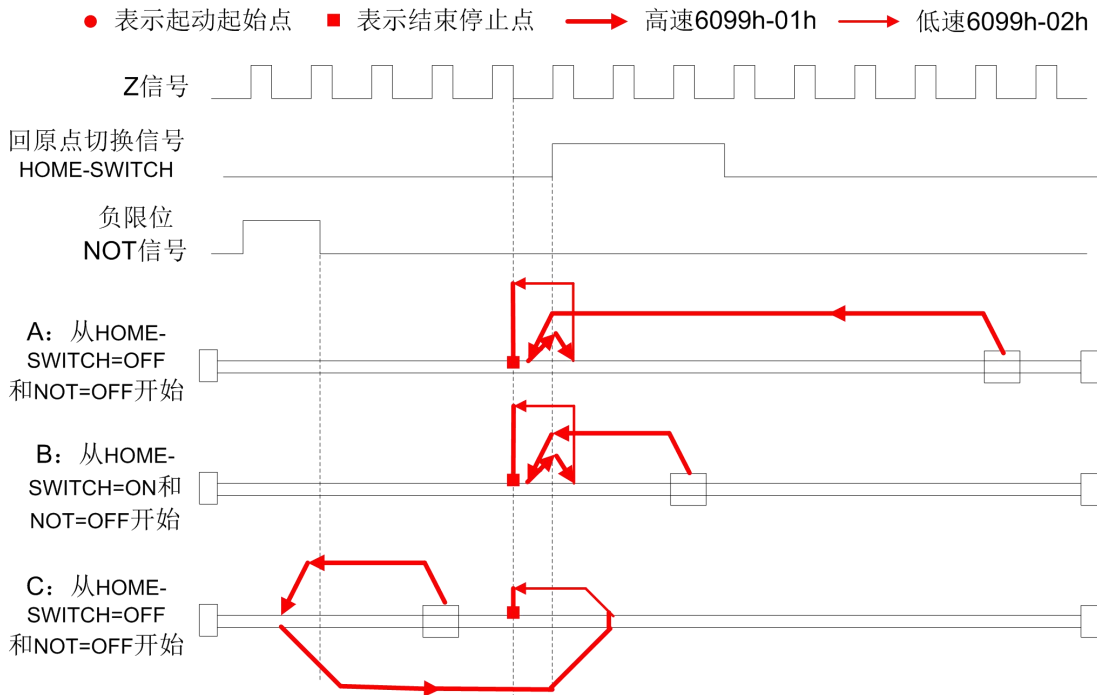 表示起动起始点 表示结束停止点 高速6099h-01h 低速6099h-02h
Z信号
回原点切换信号
HOME-SWITCH
负限位
NOT信号
A：从HOME-
SWITCH=OFF
和NOT=OFF开始
B：从HOME-
SWITCH=ON和
NOT=OFF开始
C：从HOME-
SWITCH=OFF
和NOT=OFF开始